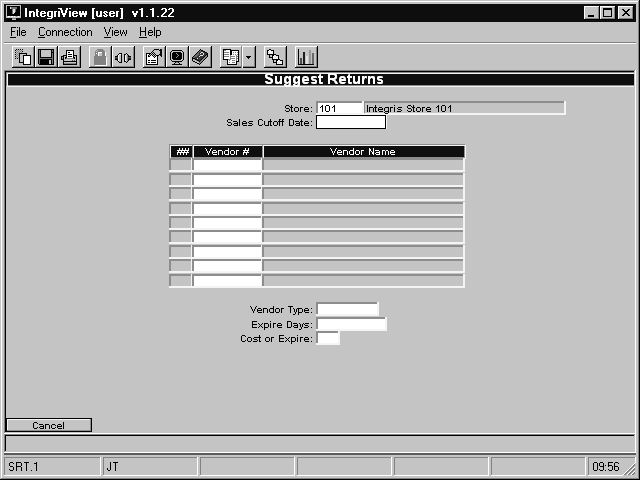 IntegriView [user] v1.1.22
File Connection View Help
Suggest Returns
Store: 101 Integris Store 101
Sales Cutoff Date:
## Vendor # Vendor Name
Vendor Type:
Expire Days:
Cost or Expire:
Cancel
SRT.1 JT 09:56